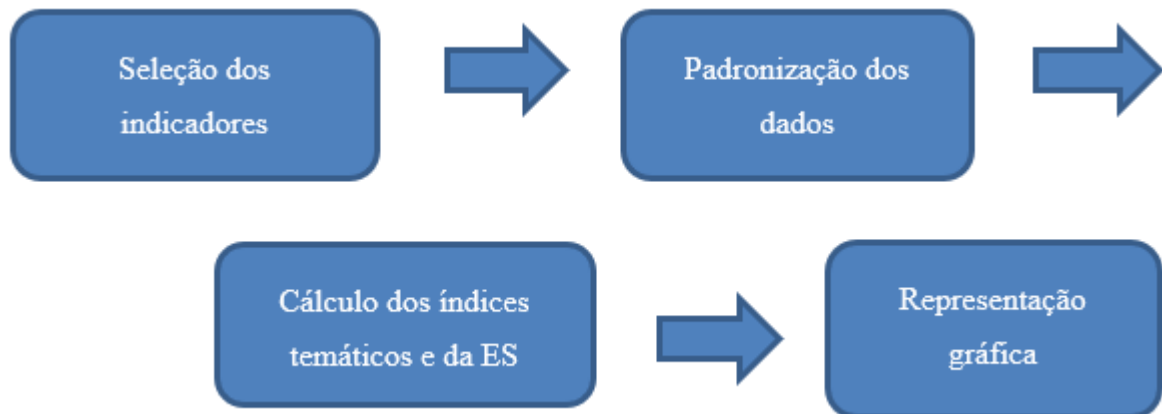 Seleção dos
indicadores
Padronização dos
dados
Cálculo dos índices
temáticos e da ES
Representação
gráfica